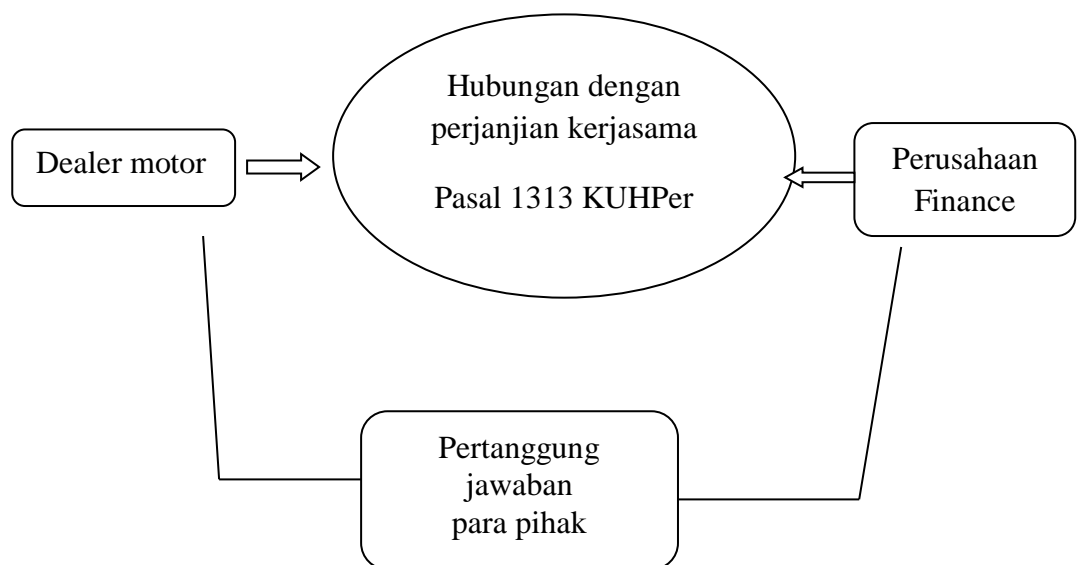 Hubungan dengan
perjanjian kerjasama
Pasal 1313 KUHPer
Dealer motor
Perusahaan
Finance
Pertanggung
jawaban
para pihak